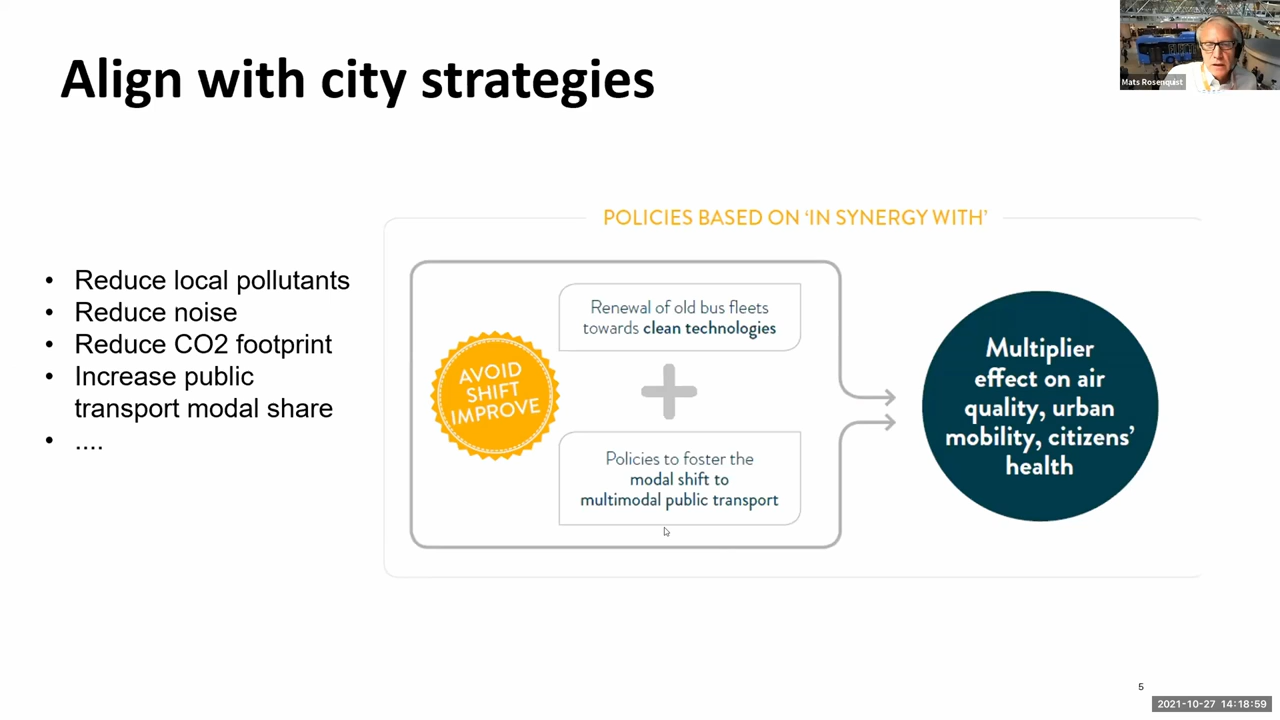 Align with city strategies
Mats Rosenquist
• Reduce local pollutants
• Reduce noise
• Reduce CO2 footprint
• Increase public
transport modal share
• ....
POLICIES BASED ON ‘IN SYNERGY WITH’
AVOID
SHIFT
IMPROVE
Renewal of old bus fleets
towards clean technologies
Policies to foster the
modal shift to
multimodal public transport
Multiplier
effect on air
quality, urban
mobility, citizens’
health
5
2021-10-27 14:18:59